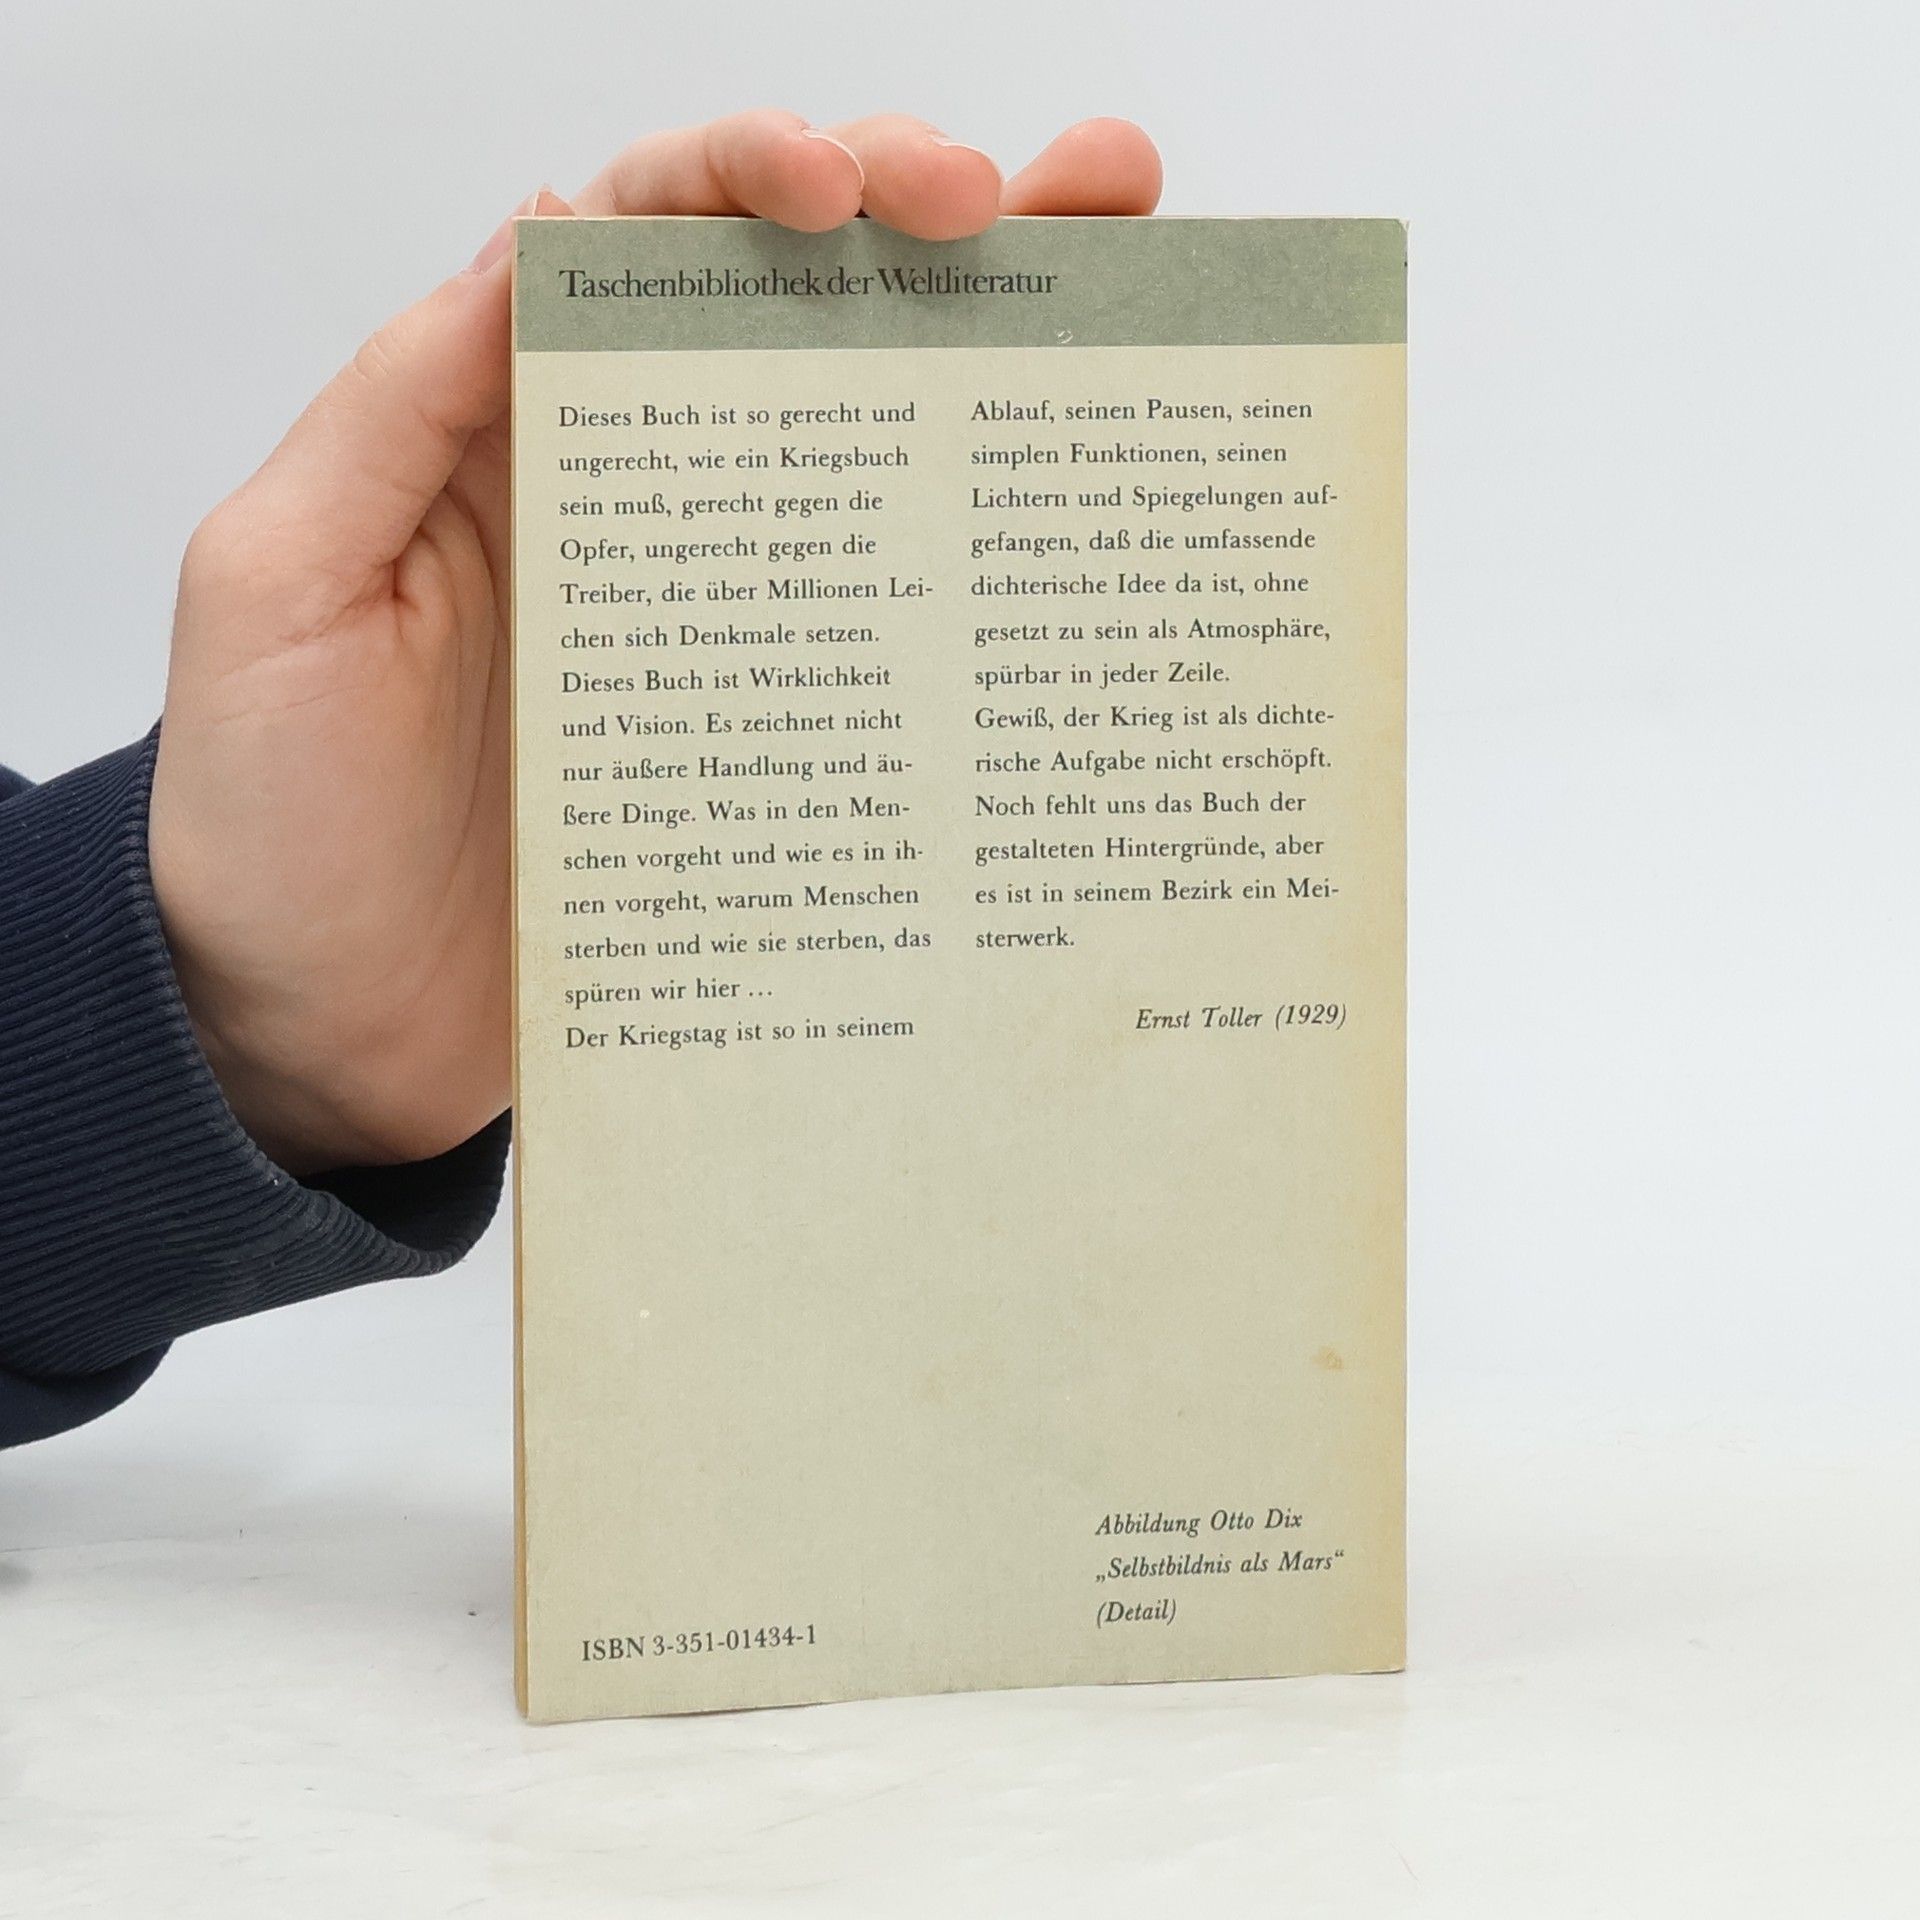 Taschenbibliothek der Weltliteratur
Dieses Buch ist so gerecht und
ungerecht, wie ein Kriegsbuch
sein muß, gerecht gegen die
Opfer, ungerecht gegen die
Treiber, die über Millionen Lei-
chen sich Denkmale setzen.
Dieses Buch ist Wirklichkeit
und Vision. Es zeichnet nicht
nur äußere Handlung und äu-
ßere Dinge. Was in den Men-
schen vorgeht und wie es in ih-
nen vorgeht, warum Menschen
sterben und wie sie sterben, das
spüren wir hier ...
Der Kriegstag ist so in seinem
Ablauf, seinen Pausen, seinen
simplen Funktionen, seinen
Lichtern und Spiegelungen auf-
gefangen, daß die umfassende
dichterische Idee da ist, ohne
gesetzt zu sein als Atmosphäre,
spürbar in jeder Zeile.
Gewiß, der Krieg ist als dichte-
rische Aufgabe nicht erschöpft.
Noch fehlt uns das Buch der
gestalteten Hintergründe, aber
es ist in seinem Bezirk ein Mei-
sterwerk.
Ernst Toller (1929)
Abbildung Otto Dix
„Selbstbildnis als Mars“
(Detail)
ISBN 3-351-01434-1